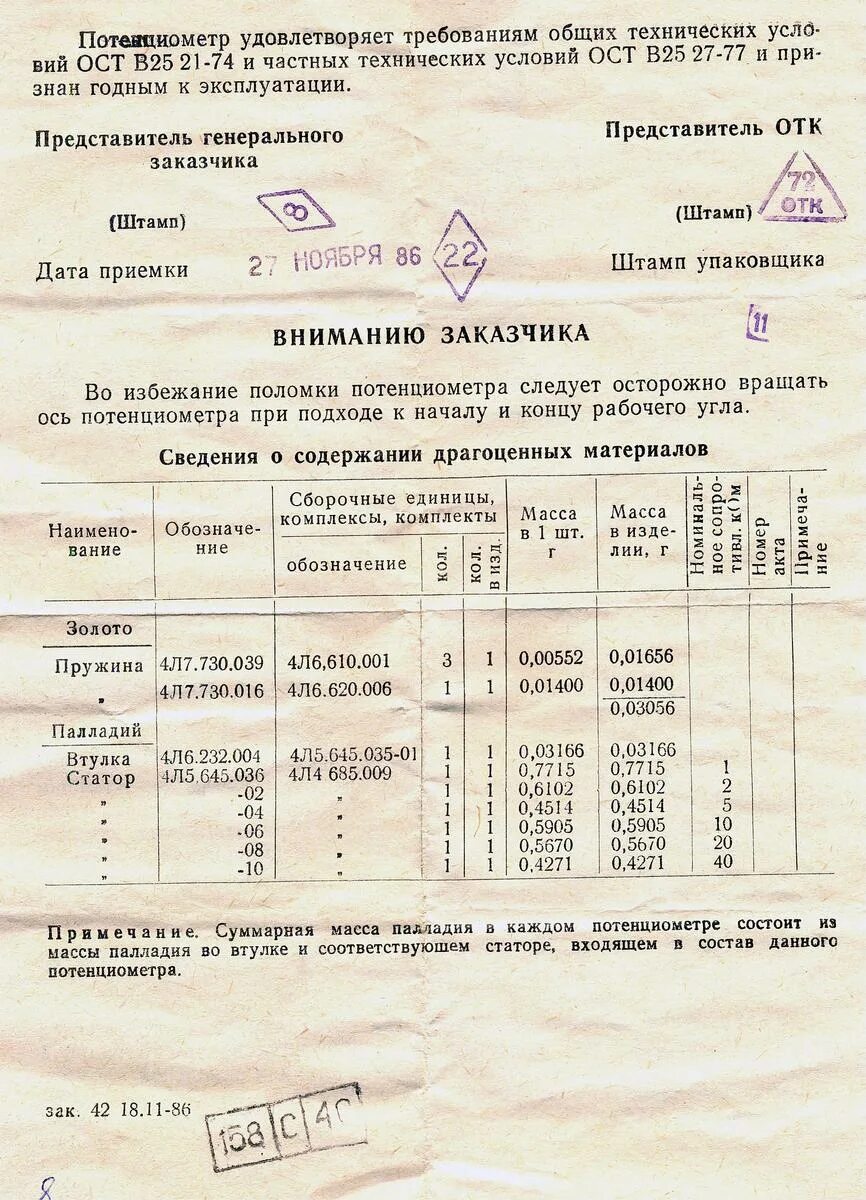 Потенциометр удовлетворяет требованиям общих технических усло-
вий ОСТ В25 21-74 и частных технических условий ОСТ В25 27-77 и при-
знан годным к эксплуатации.
Представитель генерального
заказчика
Представитель ОТК
(Штамп)
8
(Штамп)
72
ОТК
Дата приемки
27 НОЯБРЯ 86
22
Штамп упаковщика
11
ВНИМАНИЮ ЗАКАЗЧИКА
Во избежание поломки потенциометра следует осторожно вращать
ось потенциометра при подходе к началу и концу рабочего угла.
Сведения о содержании драгоценных материалов
Наимено-
вание
Обозначе-
ние
Сборочные единицы,
комплексы, комплекты
обозначение
кол.
кол.
в изд.
Масса
в 1 шт.
г
Масса
в изде-
лии, г
Номиналь-
ное сопро-
тивл. кОм
Номер
акта
Примеча-
ние
Золото
Пружина 4Л7.730.039 4Л6,610.001 3 1 0,00552 0,01656
„ 4Л7.730.016 4Л6.620.006 1 1 0,01400 0,01400
0,03056
Палладий
Втулка 4Л6.232.004 4Л5.645.035-01 1 1 0,03166 0,03166
Статор 4Л5.645.036 4Л4 685.009 1 1 0,7715 0,7715 1
„ -02 „ 1 1 0,6102 0,6102 2
„ -04 „ 1 1 0,4514 0,4514 5
„ -06 „ 1 1 0,5905 0,5905 10
„ -08 „ 1 1 0,5670 0,5670 20
„ -10 „ 1 1 0,4271 0,4271 40
Примечание. Суммарная масса палладия в каждом потенциометре состоит из
массы палладия во втулке и соответствующем статоре, входящем в состав данного
потенциометра.
зак. 42 18.11-86
158 С
8